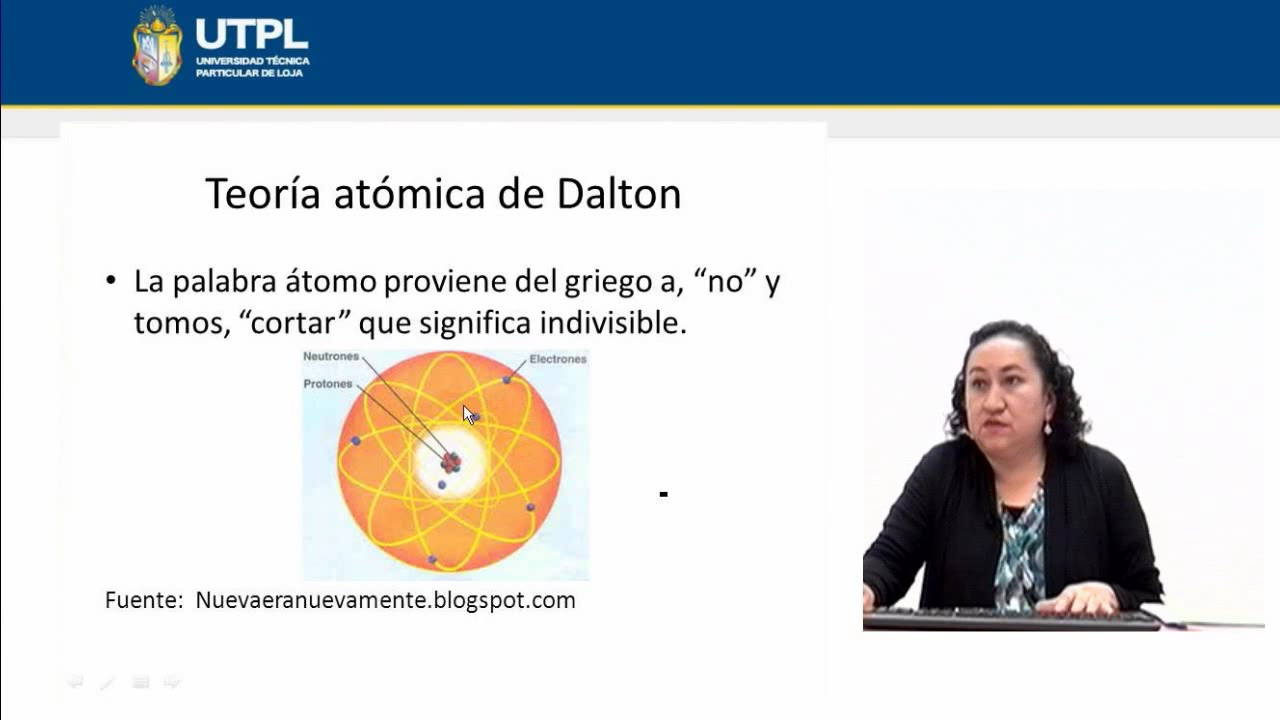 UTPL
UNIVERSIDAD TÉCNICA
PARTICULAR DE LOJA
Teoría atómica de Dalton
• La palabra átomo proviene del griego a, “no” y
tomos, “cortar” que significa indivisible.
Neutrones
Electrones
Protones
-
Fuente: Nuevaeranuevamente.blogspot.com